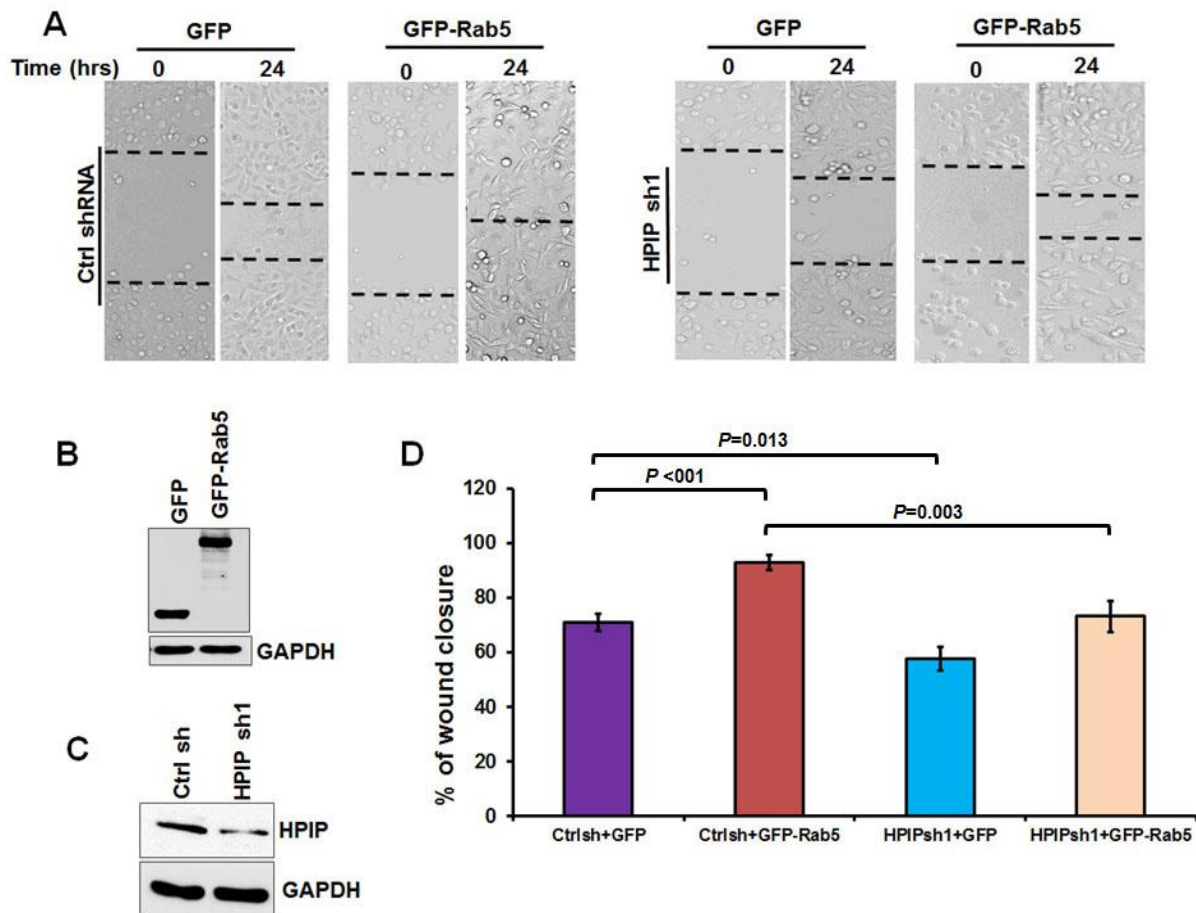 A
GFP
GFP-Rab5
GFP
GFP-Rab5
Time (hrs) 0 24 0 24 0 24 0 24
Ctrl shRNA
HPIP sh1
B
GFP
GFP-Rab5
GAPDH
C
Ctrl sh
HPIP sh1
HPIP
GAPDH
D
P=0.013
P <001
P=0.003
% of wound closure
120
100
80
60
40
20
0
Ctrlsh+GFP
Ctrlsh+GFP-Rab5
HPIPsh1+GFP
HPIPsh1+GFP-Rab5